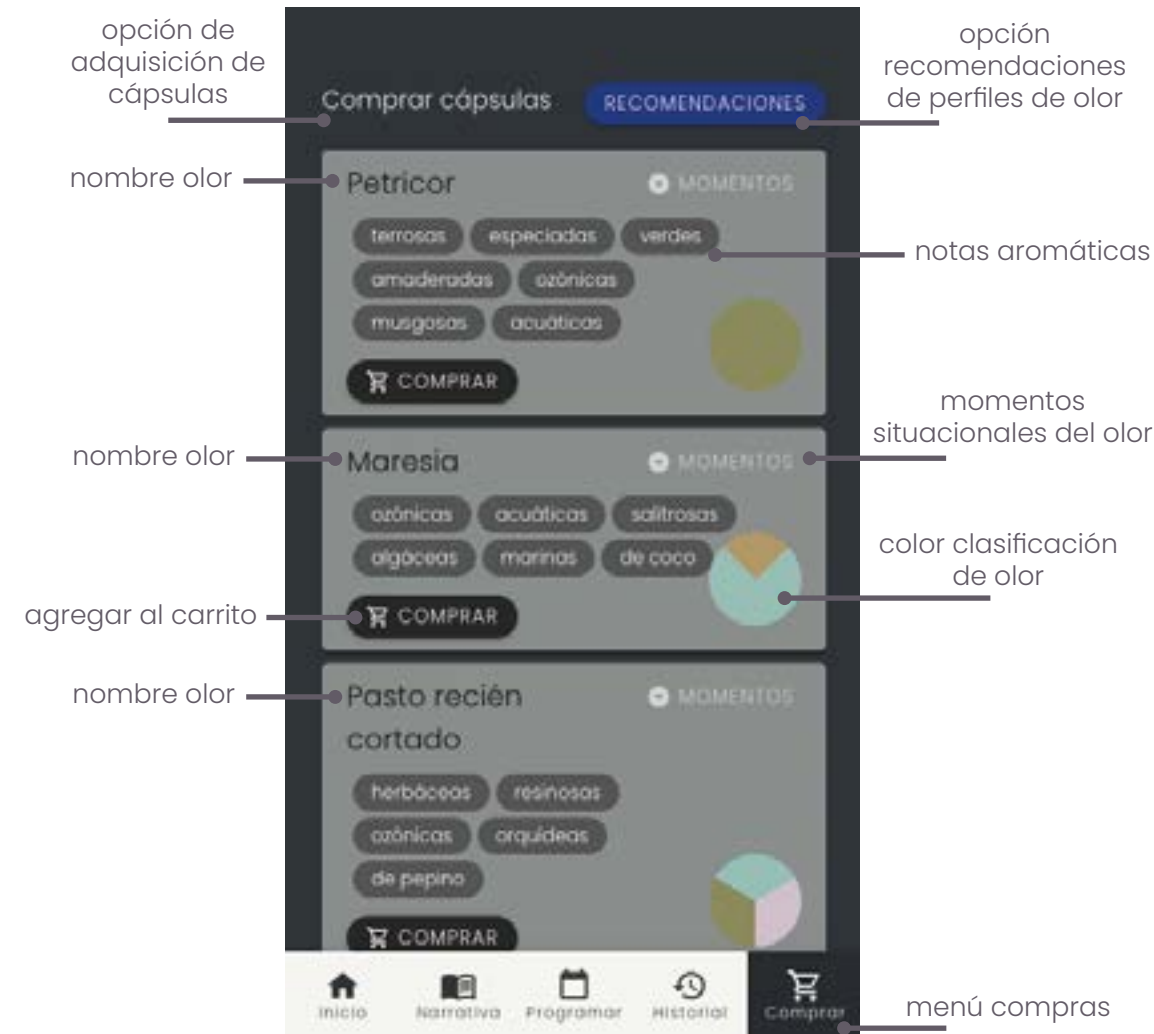 opción de
adquisición de
cápsulas
opción
recomendaciones
de perfiles de olor
Comprar cápsulas
RECOMENDACIONES
nombre olor
Petricor
MOMENTOS
terrosas especiadas verdes
notas aromáticas
amaderadas ozónicas
musgosas acuáticas
COMPRAR
momentos
situacionales del olor
nombre olor
Maresia
MOMENTOS
ozónicas acuáticas salitrosas
algáceas marinas de coco
color clasificación
de olor
agregar al carrito
COMPRAR
nombre olor
Pasto recién
cortado
MOMENTOS
herbáceas resinosas
ozónicas orquídeas
de pepino
COMPRAR
Inicio Narrativa Programar Historial Comprar
menú compras